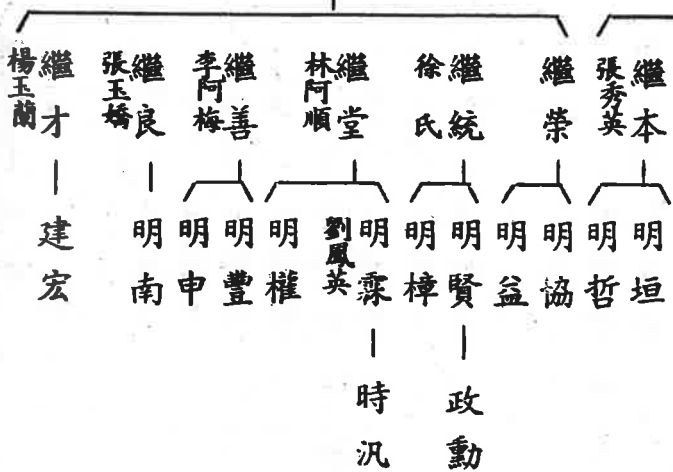 繼本
張秀英
繼榮
繼統
徐氏
繼堂
林阿順
繼善
李阿梅
繼良
張玉嬌
繼才
楊玉蘭
明垣
明哲
明協
明益
明賢
明樟
明霖
劉鳳英
明權
明豐
明申
明南
建宏
政勳
時汎